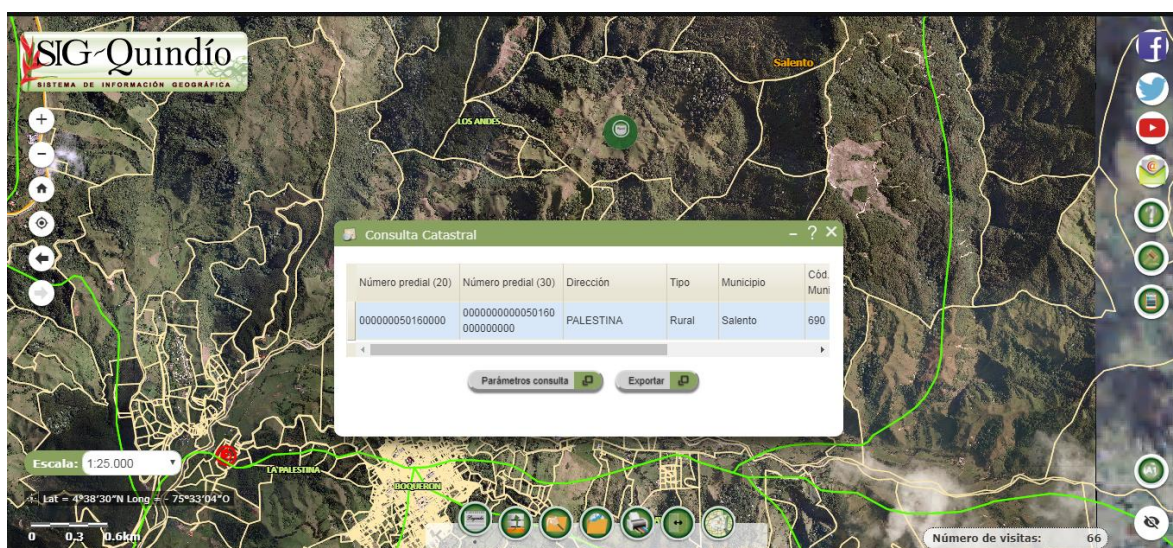 SIG-Quindío
SISTEMA DE INFORMACIÓN GEOGRÁFICA
Salento
LOS ANDES
Consulta Catastral
Número predial (20) Número predial (30) Dirección Tipo Municipio Cód. Muni
000000050160000 0000000000050160 PALESTINA Rural Salento 690
000000000
Parámetros consulta Exportar
Escala: 1:25.000
LA PALESTINA
BOQUERON
Lat = 4°38'30"N Long = - 75°33'04"O
0 0.3 0.6km
Número de visitas: 66